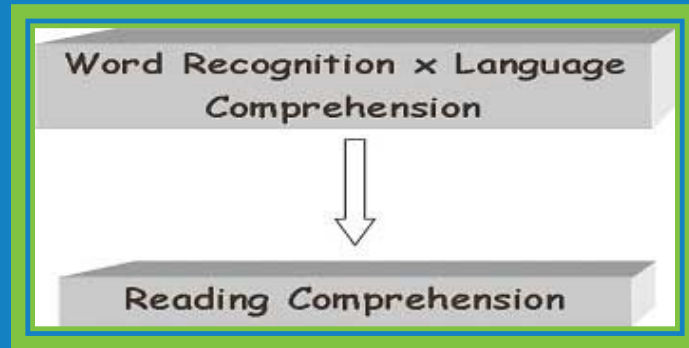 Word Recognition x Language
Comprehension
Reading Comprehension